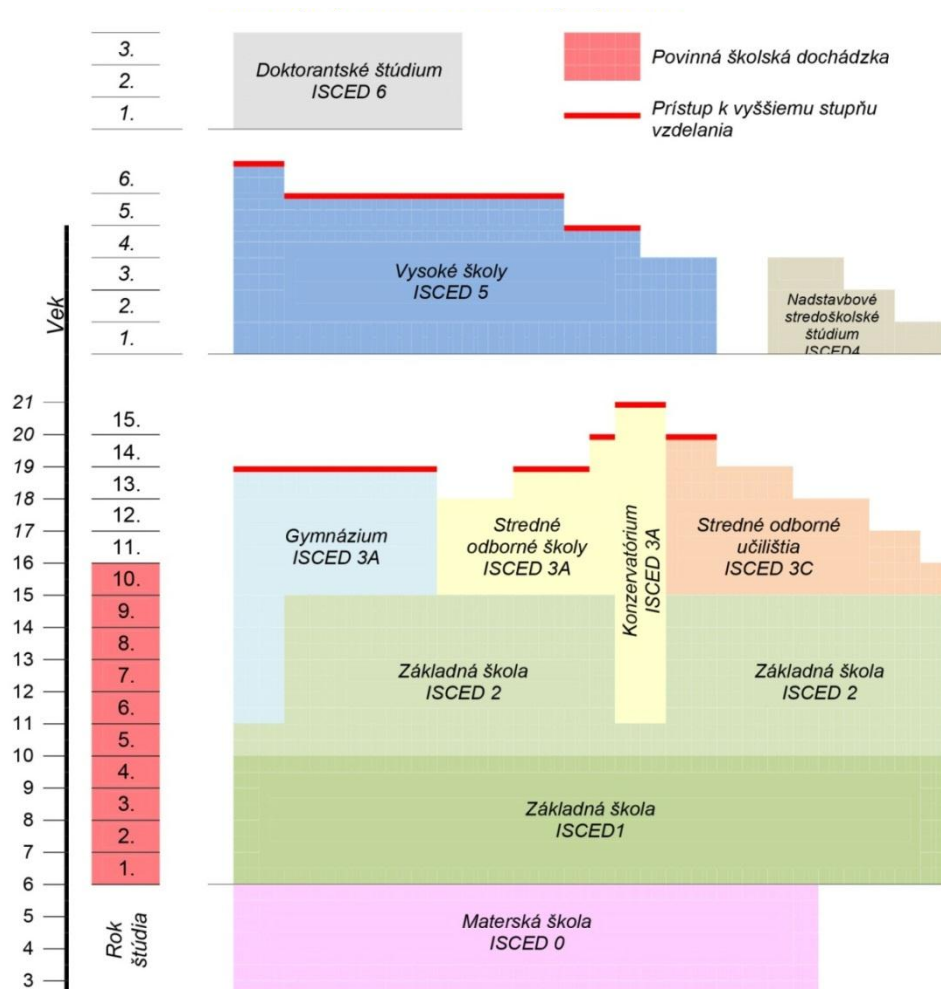 3.
2.
1.
Doktorantské štúdium
ISCED 6
Povinná školská dochádzka
Prístup k vyššiemu stupňu
vzdelania
6.
5.
4.
3.
2.
1.
Vek
Vysoké školy
ISCED 5
Nadstavbové
stredoškolské
štúdium
ISCED4
21
20
19
18
17
16
15
14
13
12
11
10
9
8
7
6
5
4
3
15.
14.
13.
12.
11.
10.
9.
8.
7.
6.
5.
4.
3.
2.
1.
Rok
štúdia
Gymnázium
ISCED 3A
Stredné
odborné školy
ISCED 3A
Konzervatórium
ISCED 3A
Stredné odborné
učilištia
ISCED 3C
Základná škola
ISCED 2
Základná škola
ISCED 2
Základná škola
ISCED1
Materská škola
ISCED 0